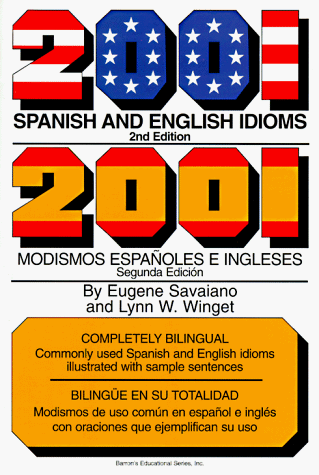 2001
SPANISH AND ENGLISH IDIOMS
2nd Edition
2001
MODISMOS ESPAÑOLES E INGLESES
Segunda Edición
By Eugene Savaiano
and Lynn W. Winget
COMPLETELY BILINGUAL
Commonly used Spanish and English idioms
illustrated with sample sentences
BILINGÜE EN SU TOTALIDAD
Modismos de uso común en español e inglés
con oraciones que ejemplifican su uso
Barron's Educational Series, Inc.